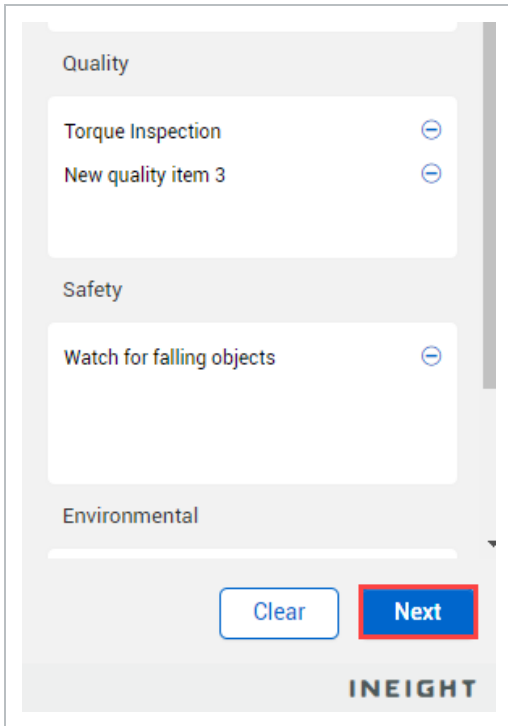 Quality
Torque Inspection
New quality item 3
Safety
Watch for falling objects
Environmental
Clear Next
INEIGHT